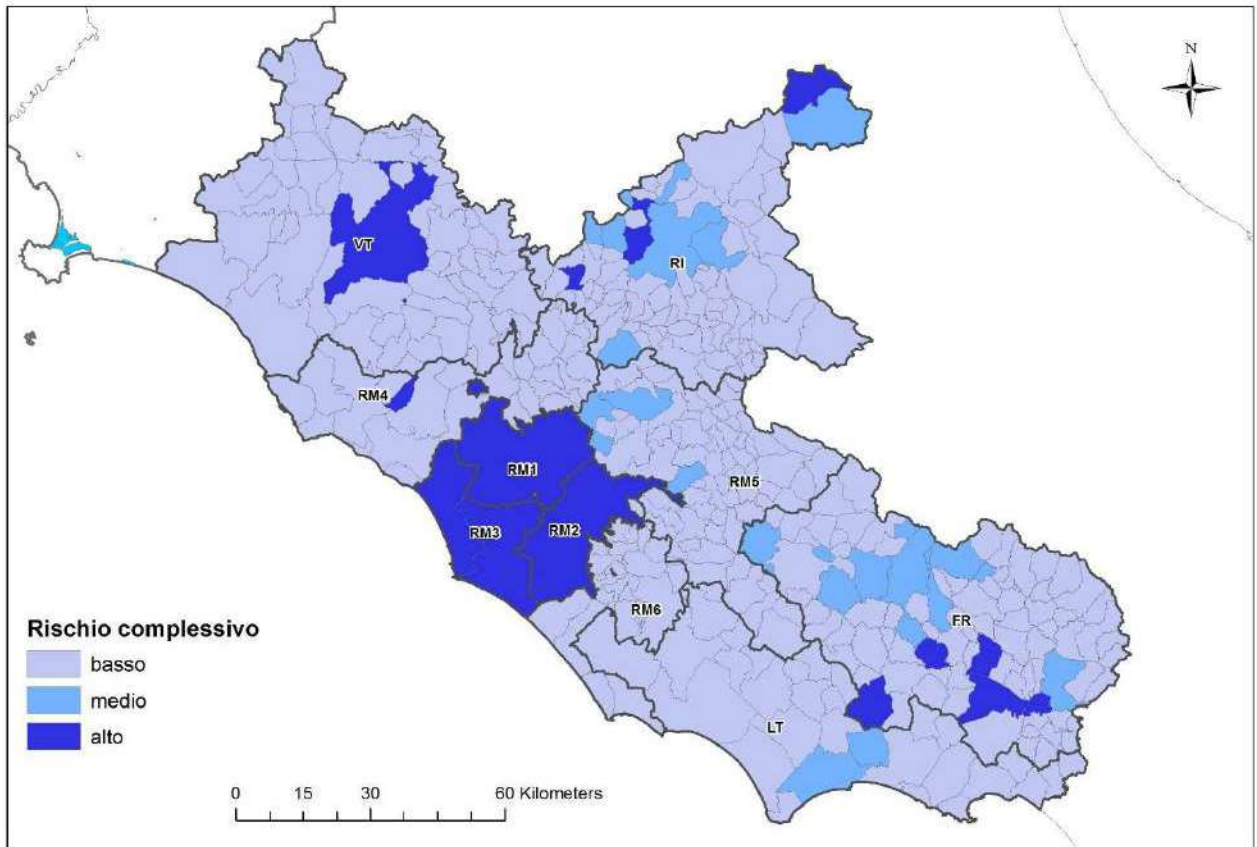 N
VT
RI
RM4
RM1
RM5
RM3
RM2
RM6
FR
LT
Rischio complessivo
basso
medio
alto
0 15 30 60 Kilometers